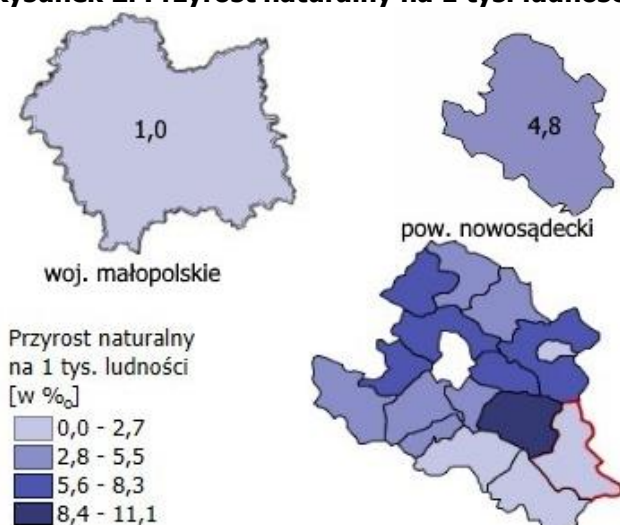 Rysunek 2. Przyrost naturalny na 1 tys. ludności
1,0
4,8
woj. małopolskie
pow. nowosądecki
Przyrost naturalny
na 1 tys. ludności
[w ‰]
0,0 - 2,7
2,8 - 5,5
5,6 - 8,3
8,4 - 11,1